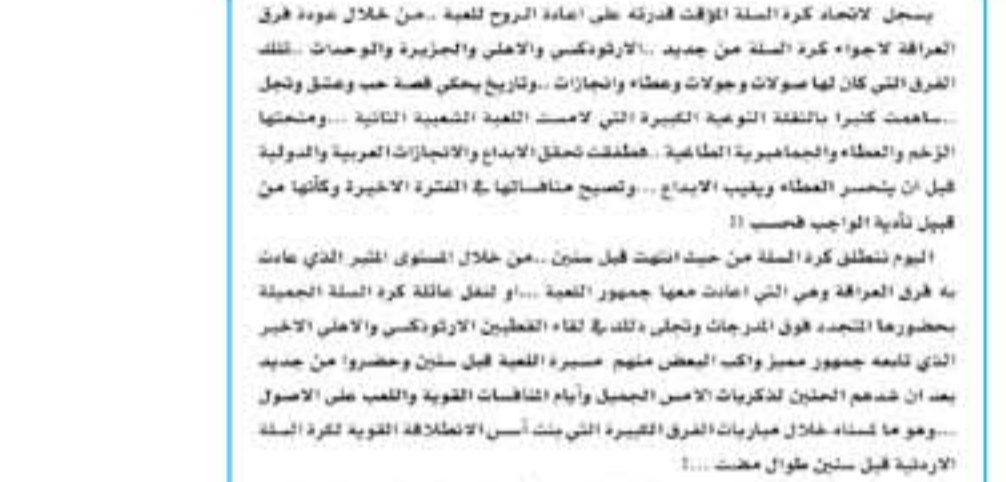 يسجل لاتحاد كرة السلة المؤقت قدرته على اعادة الروح للعبة ..من خلال عودة فرق
العراقة لاجواء كرة السلة من جديد ..الارثودكسي والاهلي والجزيرة والوحدات ..تلك
الفرق التي كان لها صولات وجولات وعطاء وانجازات ..وتاريخ يحكي قصة حب وعشق وتجل
..ساهمت كثيرا بالنقلة النوعية الكبيرة التي لامست اللعبة الشعبية الثانية ...ومنحتها
الزخم والعطاء والجماهيرية الطاغية ..فطفقت تحقق الابداع والانجازات العربية والدولية
قبل ان ينحسر العطاء ويغيب الابداع ...وتصبح منافساتها في الفترة الاخيرة وكأنها من
قبيل تأدية الواجب فحسب !!
اليوم تنطلق كرة السلة من حيث انتهت قبل سنين ..من خلال المستوى المثير الذي عادت
به فرق العراقة وهي التي اعادت معها جمهور اللعبة ...او لنقل عائلة كرة السلة الجميلة
بحضورها المتجدد فوق المدرجات وتجلى ذلك في لقاء القطبين الارثودكسي والاهلي الاخير
الذي تابعه جمهور مميز واكب البعض منهم مسيرة اللعبة قبل سنين وحضروا من جديد
بعد ان شدهم الحنين لذكريات الامس الجميل وأيام المنافسات القوية واللعب على الاصول
....وهو ما لمسناه خلال مباريات الفرق الكبيرة التي بنت أسس الانطلاقة القوية لكرة السلة
الاردنية قبل سنين طوال مضت ...!